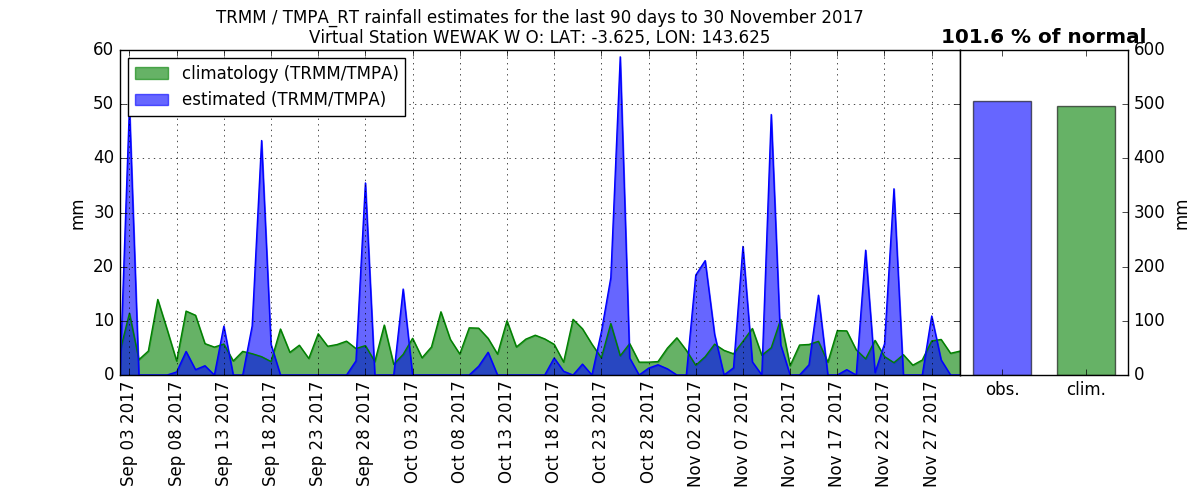 TRMM / TMPA_RT rainfall estimates for the last 90 days to 30 November 2017
Virtual Station WEWAK W O: LAT: -3.625, LON: 143.625
101.6 % of normal
climatology (TRMM/TMPA)
estimated (TRMM/TMPA)
60
50
40
30
20
10
0
mm
Sep 03 2017
Sep 08 2017
Sep 13 2017
Sep 18 2017
Sep 23 2017
Sep 28 2017
Oct 03 2017
Oct 08 2017
Oct 13 2017
Oct 18 2017
Oct 23 2017
Oct 28 2017
Nov 02 2017
Nov 07 2017
Nov 12 2017
Nov 17 2017
Nov 22 2017
Nov 27 2017
obs.
clim.
600
500
400
300
200
100
0
mm